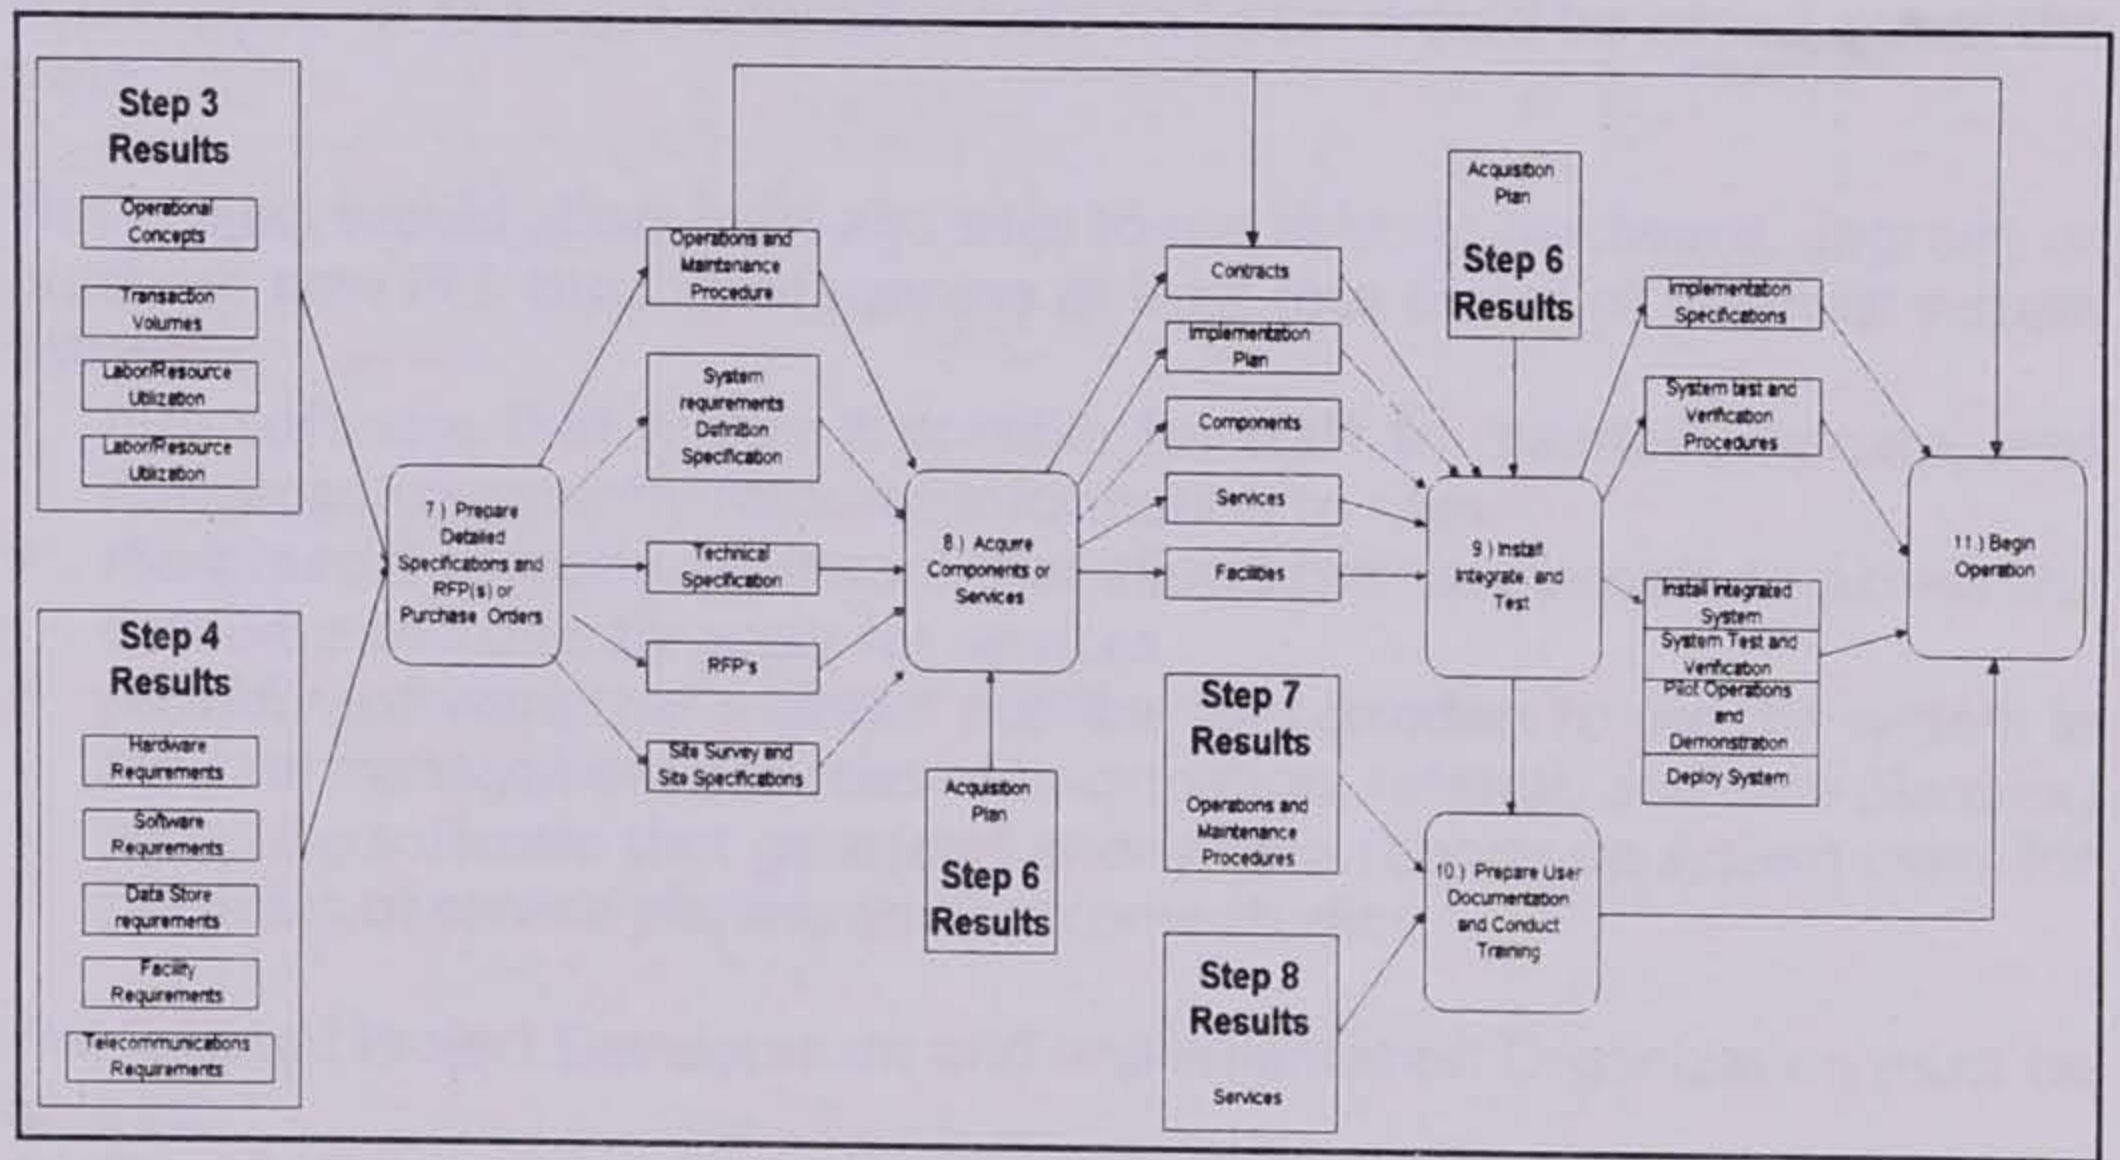 Step 3
Results
Operational
Concepts
Transaction
Volumes
Labor/Resource
Utilization
Labor/Resource
Utilization
Step 4
Results
Hardware
Requirements
Software
Requirements
Data Store
requirements
Facility
Requirements
Telecommunications
Requirements
7.) Prepare
Detailed
Specifications and
RFP(s) or
Purchase Orders
Operations and
Maintenance
Procedure
System
requirements
Definition
Specification
Technical
Specification
RFP's
Site Survey and
Site Specifications
8.) Acquire
Components or
Services
Acquisition
Plan
Step 6
Results
Contracts
Implementation
Plan
Components
Services
Facilities
Acquisition
Plan
Step 6
Results
9.) Install,
Integrate, and
Test
Step 7
Results
Operations and
Maintenance
Procedures
Step 8
Results
Services
10.) Prepare User
Documentation
and Conduct
Training
Implementation
Specifications
System test and
Verification
Procedures
Install Integrated
System
System Test and
Verification
Pilot Operations
and
Demonstration
Deploy System
11.) Begin
Operation